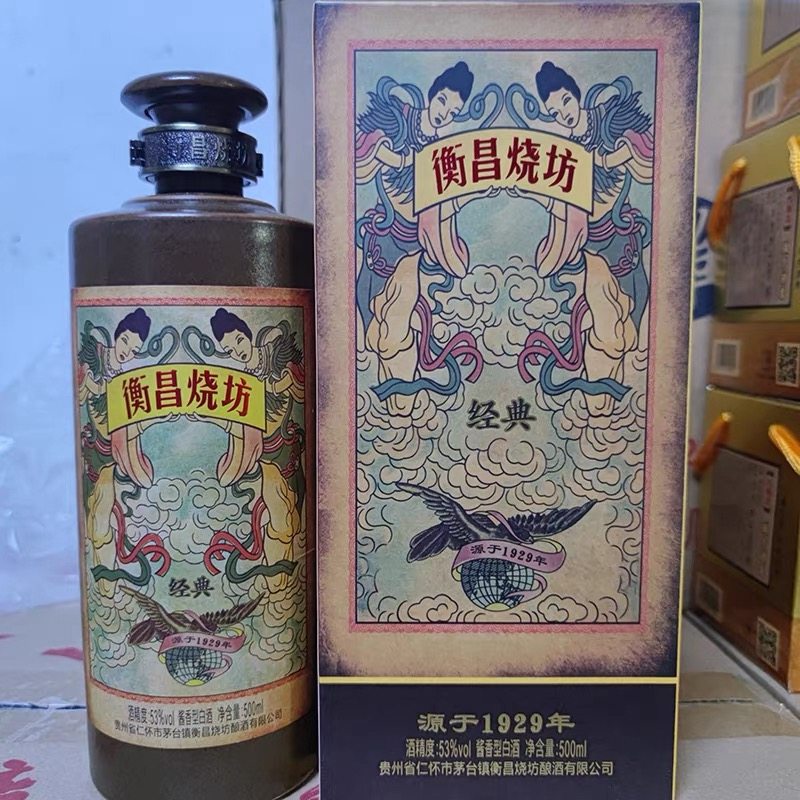 昌烧坊
衡昌烧坊
经典
源于1929年
酒精度:53%vol 酱香型白酒 净含量:500ml
贵州省仁怀市茅台镇衡昌烧坊酿酒有限公司
衡昌烧坊
经典
源于1929年
源于1929年
酒精度:53%vol 酱香型白酒 净含量:500ml
贵州省仁怀市茅台镇衡昌烧坊酿酒有限公司